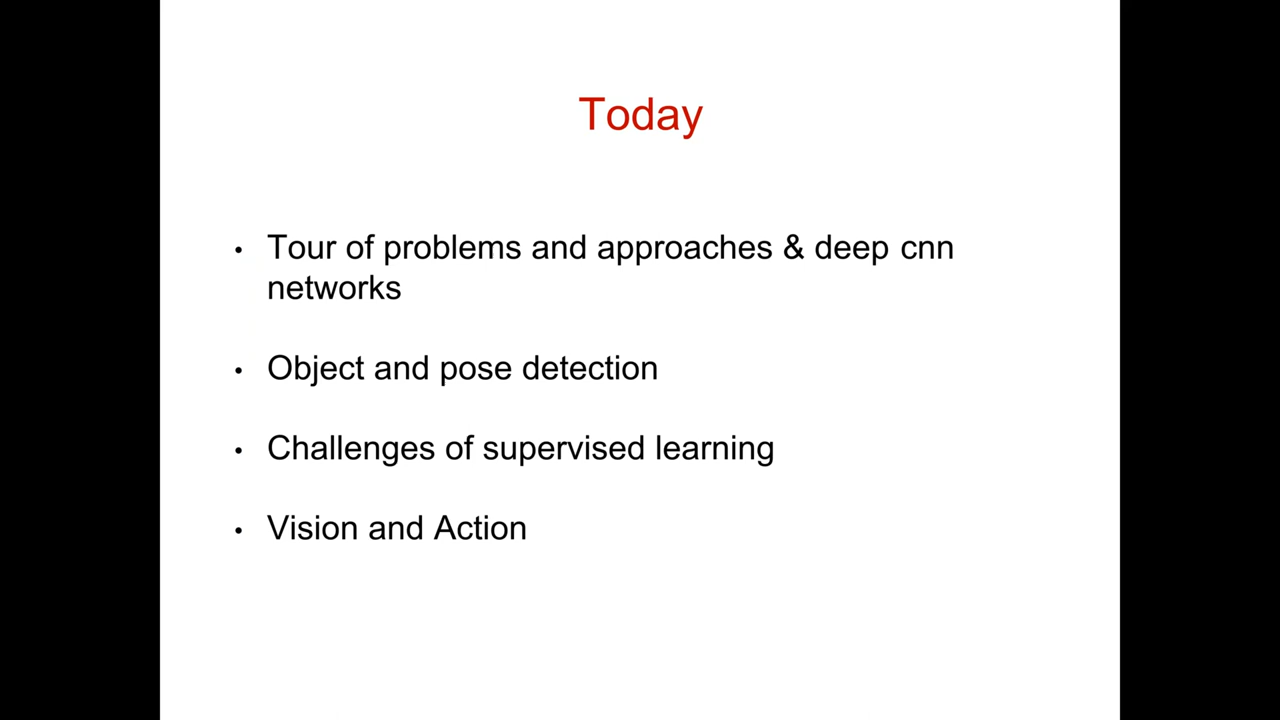 Today
• Tour of problems and approaches & deep cnn
networks
• Object and pose detection
• Challenges of supervised learning
• Vision and Action